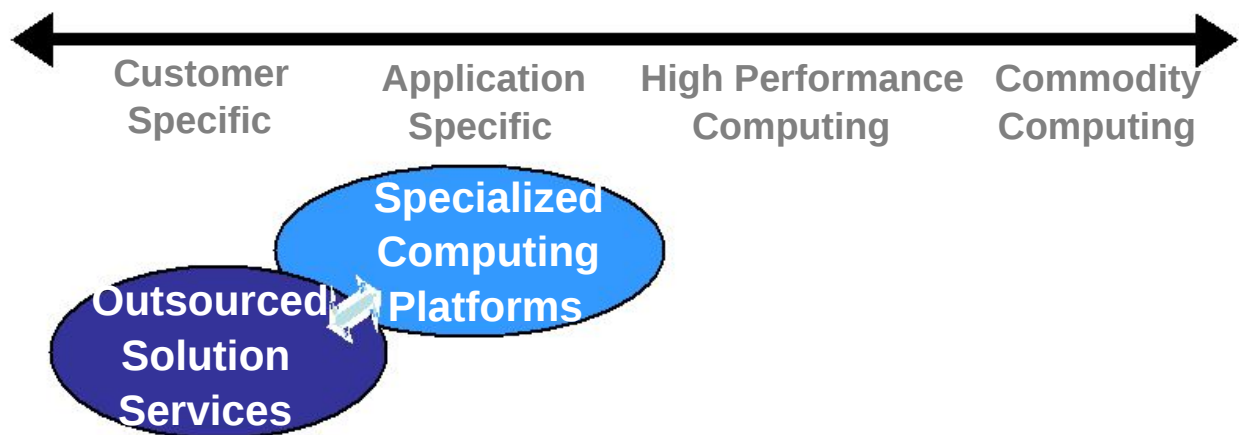 Customer
Specific
Application
Specific
High Performance
Computing
Commodity
Computing
Specialized
Computing
Platforms
Outsourced
Solution
Services